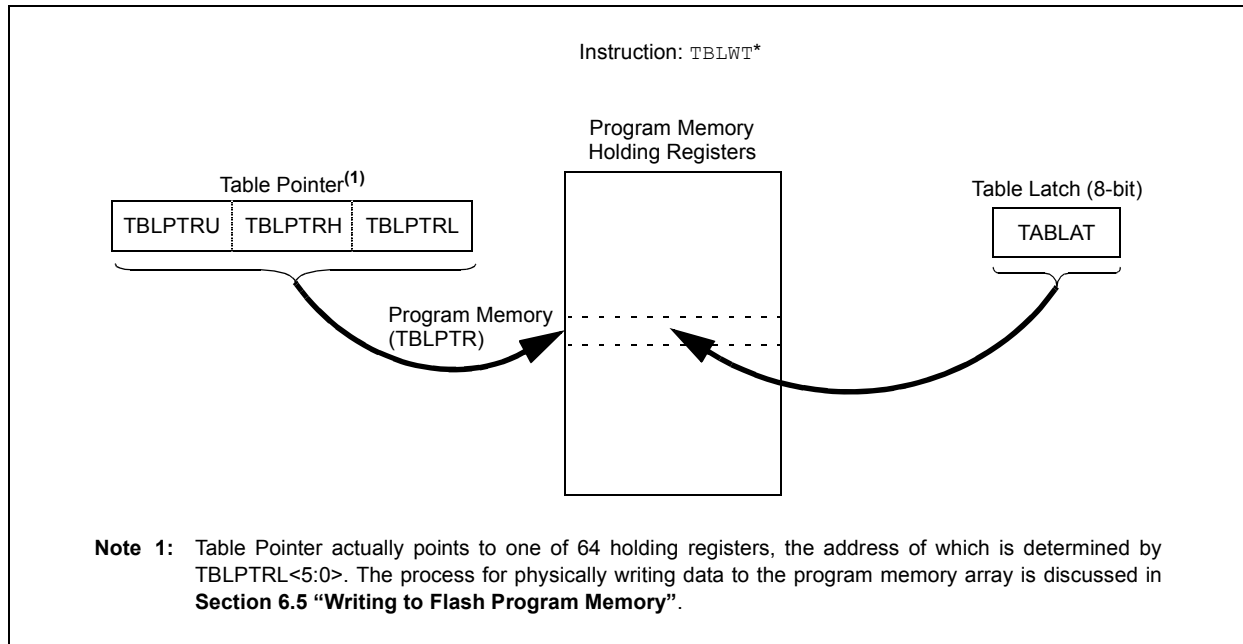 Instruction: TBLWT*
Program Memory
Holding Registers
Table Pointer(1)
Table Latch (8-bit)
TBLPTRU TBLPTRH TBLPTRL
TABLAT
Program Memory
(TBLPTR)
Note 1: Table Pointer actually points to one of 64 holding registers, the address of which is determined by
TBLPTRL<5:0>. The process for physically writing data to the program memory array is discussed in
Section 6.5 “Writing to Flash Program Memory”.